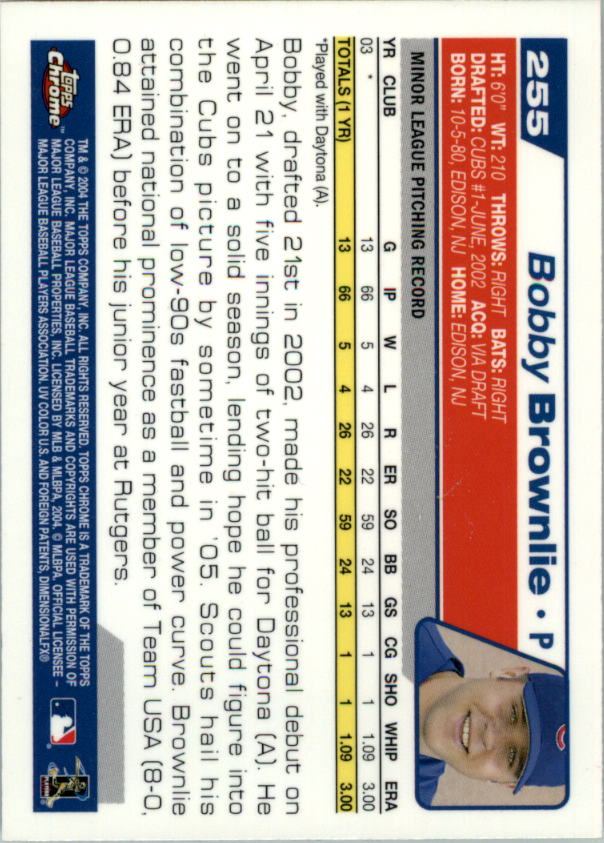 255 Bobby Brownlie • P
HT: 6'0" WT: 210 THROWS: RIGHT BATS: RIGHT
DRAFTED: CUBS #1-JUNE, 2002 ACQ: VIA DRAFT
BORN: 10-5-80, EDISON, NJ HOME: EDISON, NJ
MINOR LEAGUE PITCHING RECORD
YR CLUB G IP W L R ER SO BB GS CG SHO WHIP ERA
03 * 13 66 5 4 26 22 59 24 13 1 1 1.09 3.00
TOTALS (1 YR) 13 66 5 4 26 22 59 24 13 1 1 1.09 3.00
*Played with Daytona (A).
Bobby, drafted 21st in 2002, made his professional debut on
April 21 with five innings of two-hit ball for Daytona (A). He
went on to a solid season, lending hope he could figure into
the Cubs picture by sometime in '05. Scouts hail his
combination of low-90s fastball and power curve. Brownlie
attained national prominence as a member of Team USA (8-0,
0.84 ERA) before his junior year at Rutgers.
Topps Chrome™
TM & © 2004 THE TOPPS COMPANY, INC. ALL RIGHTS RESERVED. TOPPS CHROME IS A TRADEMARK OF THE TOPPS
COMPANY, INC. MAJOR LEAGUE BASEBALL TRADEMARKS AND COPYRIGHTS ARE USED WITH PERMISSION OF
MAJOR LEAGUE BASEBALL PROPERTIES, INC. LICENSED BY MLB & MLBPA, 2004. © MLBPA. OFFICIAL LICENSEE –
MAJOR LEAGUE BASEBALL PLAYERS ASSOCIATION. UV COLOR U.S. AND FOREIGN PATENTS, DIMENSIONALFX®